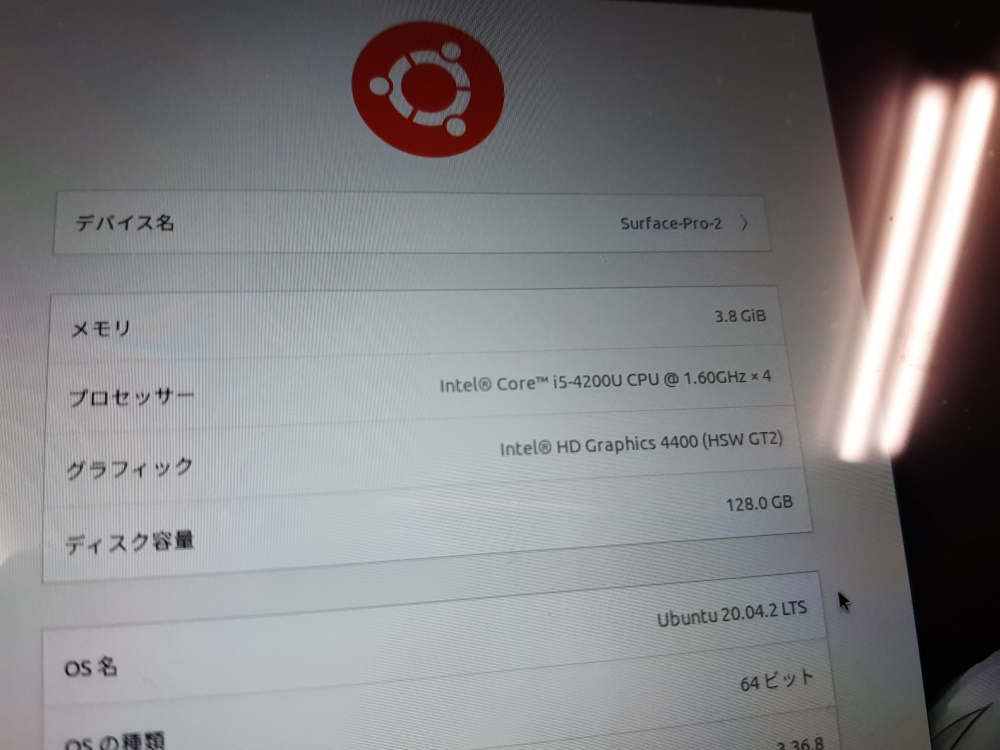 デバイス名 Surface-Pro-2
メモリ 3.8 GiB
プロセッサー Intel® Core™ i5-4200U CPU @ 1.60GHz × 4
グラフィック Intel® HD Graphics 4400 (HSW GT2)
ディスク容量 128.0 GB
OS 名 Ubuntu 20.04.2 LTS
OS の種類 64 ビット
3.36.8